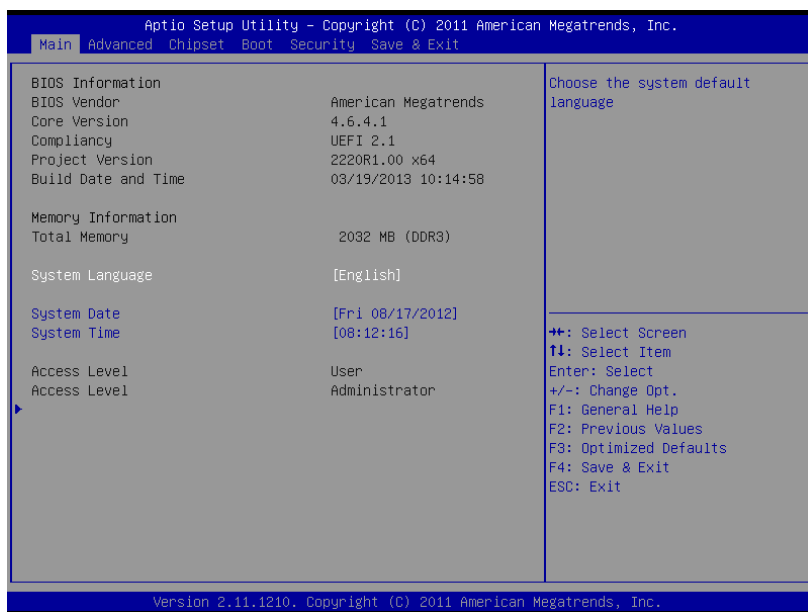 Aptio Setup Utility – Copyright (C) 2011 American Megatrends, Inc.
Main Advanced Chipset Boot Security Save & Exit
BIOS Information
BIOS Vendor American Megatrends
Core Version 4.6.4.1
Compliancy UEFI 2.1
Project Version 2220R1.00 x64
Build Date and Time 03/19/2013 10:14:58
Memory Information
Total Memory 2032 MB (DDR3)
System Language [English]
System Date [Fri 08/17/2012]
System Time [08:12:16]
Access Level User
Access Level Administrator
Choose the system default
language
→←: Select Screen
↑↓: Select Item
Enter: Select
+/-: Change Opt.
F1: General Help
F2: Previous Values
F3: Optimized Defaults
F4: Save & Exit
ESC: Exit
Version 2.11.1210. Copyright (C) 2011 American Megatrends, Inc.